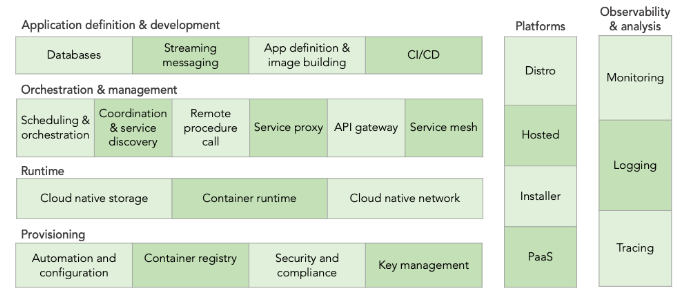 Application definition & development
Databases
Streaming
messaging
App definition &
image building
CI/CD
Orchestration & management
Scheduling &
orchestration
Coordination
& service
discovery
Remote
procedure
call
Service proxy
API gateway
Service mesh
Runtime
Cloud native storage
Container runtime
Cloud native network
Provisioning
Automation and
configuration
Container registry
Security and
compliance
Key management
Platforms
Distro
Hosted
Installer
PaaS
Observability
& analysis
Monitoring
Logging
Tracing